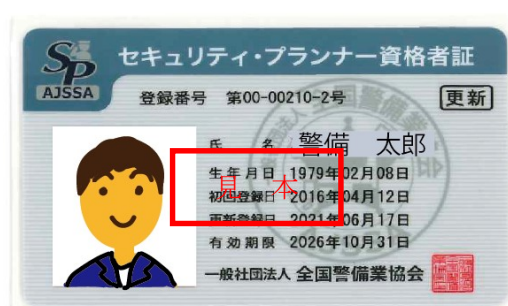 SP
AJSSA
セキュリティ・プランナー資格者証
登録番号 第00-00210-2号
更新
氏 名 警備 太郎
生年月日 1979年02月08日
初回登録日 2016年04月12日
更新登録日 2021年06月17日
有効期限 2026年10月31日
見本
一般社団法人 全国警備業協会